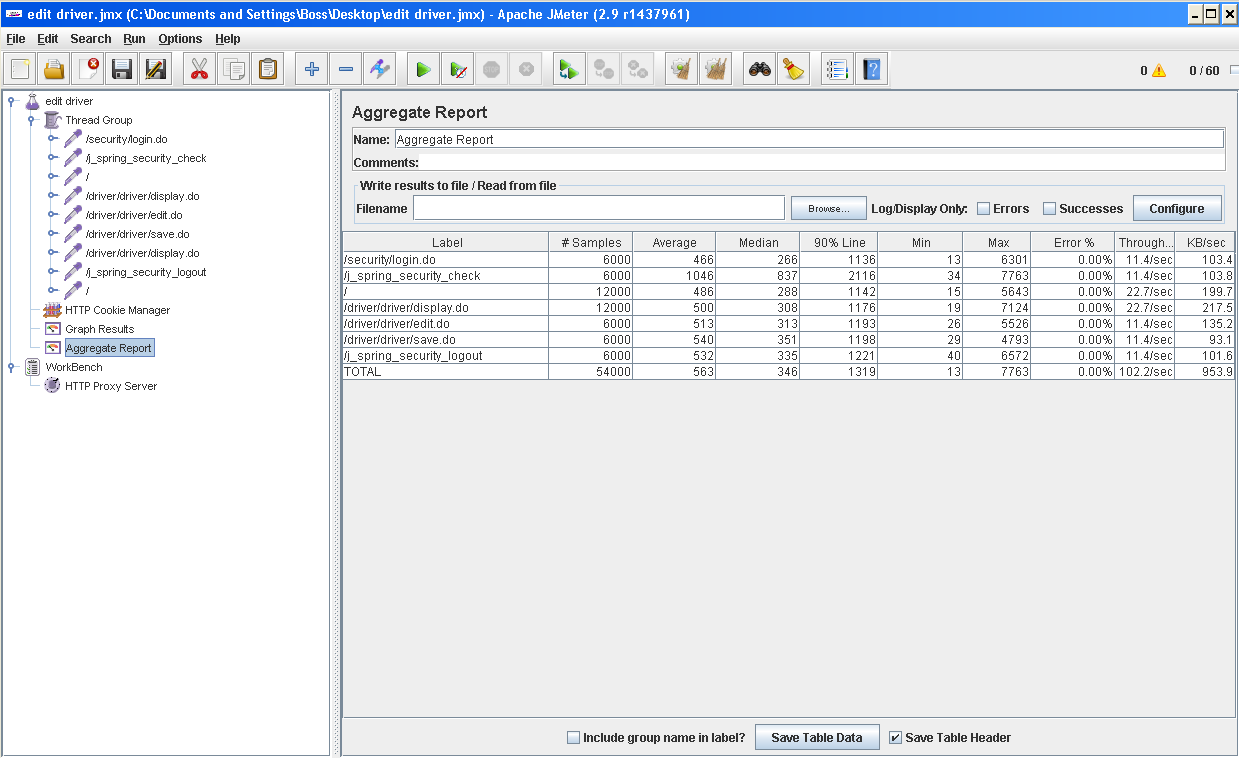 edit driver.jmx (C:\Documents and Settings\Boss\Desktop\edit driver.jmx) - Apache JMeter (2.9 r1437961)
File Edit Search Run Options Help
0 0 / 60
edit driver
Thread Group
/security/login.do
/j_spring_security_check
/
/driver/driver/display.do
/driver/driver/edit.do
/driver/driver/save.do
/driver/driver/display.do
/j_spring_security_logout
/
HTTP Cookie Manager
Graph Results
Aggregate Report
WorkBench
HTTP Proxy Server
Aggregate Report
Name: Aggregate Report
Comments:
Write results to file / Read from file
Filename Browse... Log/Display Only: Errors Successes Configure
Label # Samples Average Median 90% Line Min Max Error % Through... KB/sec
/security/login.do 6000 466 266 1136 13 6301 0.00% 11.4/sec 103.4
/j_spring_security_check 6000 1046 837 2116 34 7763 0.00% 11.4/sec 103.8
/ 12000 486 288 1142 15 5643 0.00% 22.7/sec 199.7
/driver/driver/display.do 12000 500 308 1176 19 7124 0.00% 22.7/sec 217.5
/driver/driver/edit.do 6000 513 313 1193 26 5526 0.00% 11.4/sec 135.2
/driver/driver/save.do 6000 540 351 1198 29 4793 0.00% 11.4/sec 93.1
/j_spring_security_logout 6000 532 335 1221 40 6572 0.00% 11.4/sec 101.6
TOTAL 54000 563 346 1319 13 7763 0.00% 102.2/sec 953.9
Include group name in label? Save Table Data Save Table Header